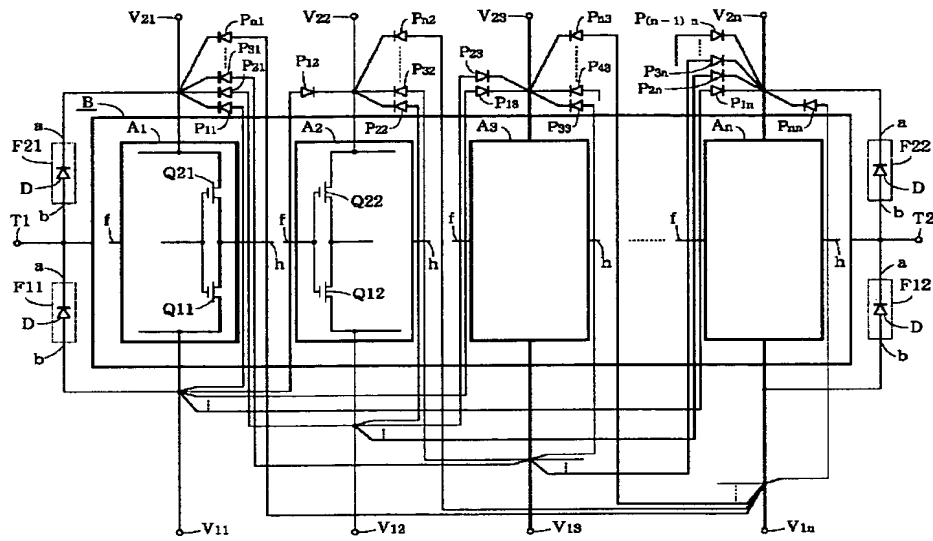 V21 Pn1 V22 Pn2 V23 Pn3 P(n-1) n V2n
P31 P21 P12 P32 P23 P43 P3n P2n
B P11 P22 P13 P33 P1n Pnn
a A1 A2 A3 An a
F21 F22
D Q21 Q22 D
b b
T1 f f f f T2
h h h h
a a
F11 Q11 Q12 F12
D D
b b
V11 V12 V13 V1n